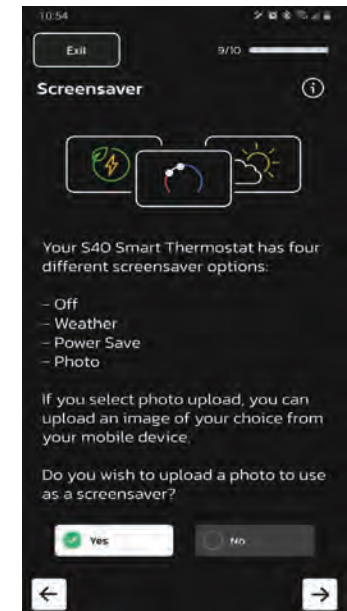 10:54
Exit
9/10
Screensaver
i
Your S40 Smart Thermostat has four
different screensaver options:
– Off
– Weather
– Power Save
– Photo
If you select photo upload, you can
upload an image of your choice from
your mobile device.
Do you wish to upload a photo to use
as a screensaver?
Yes
No